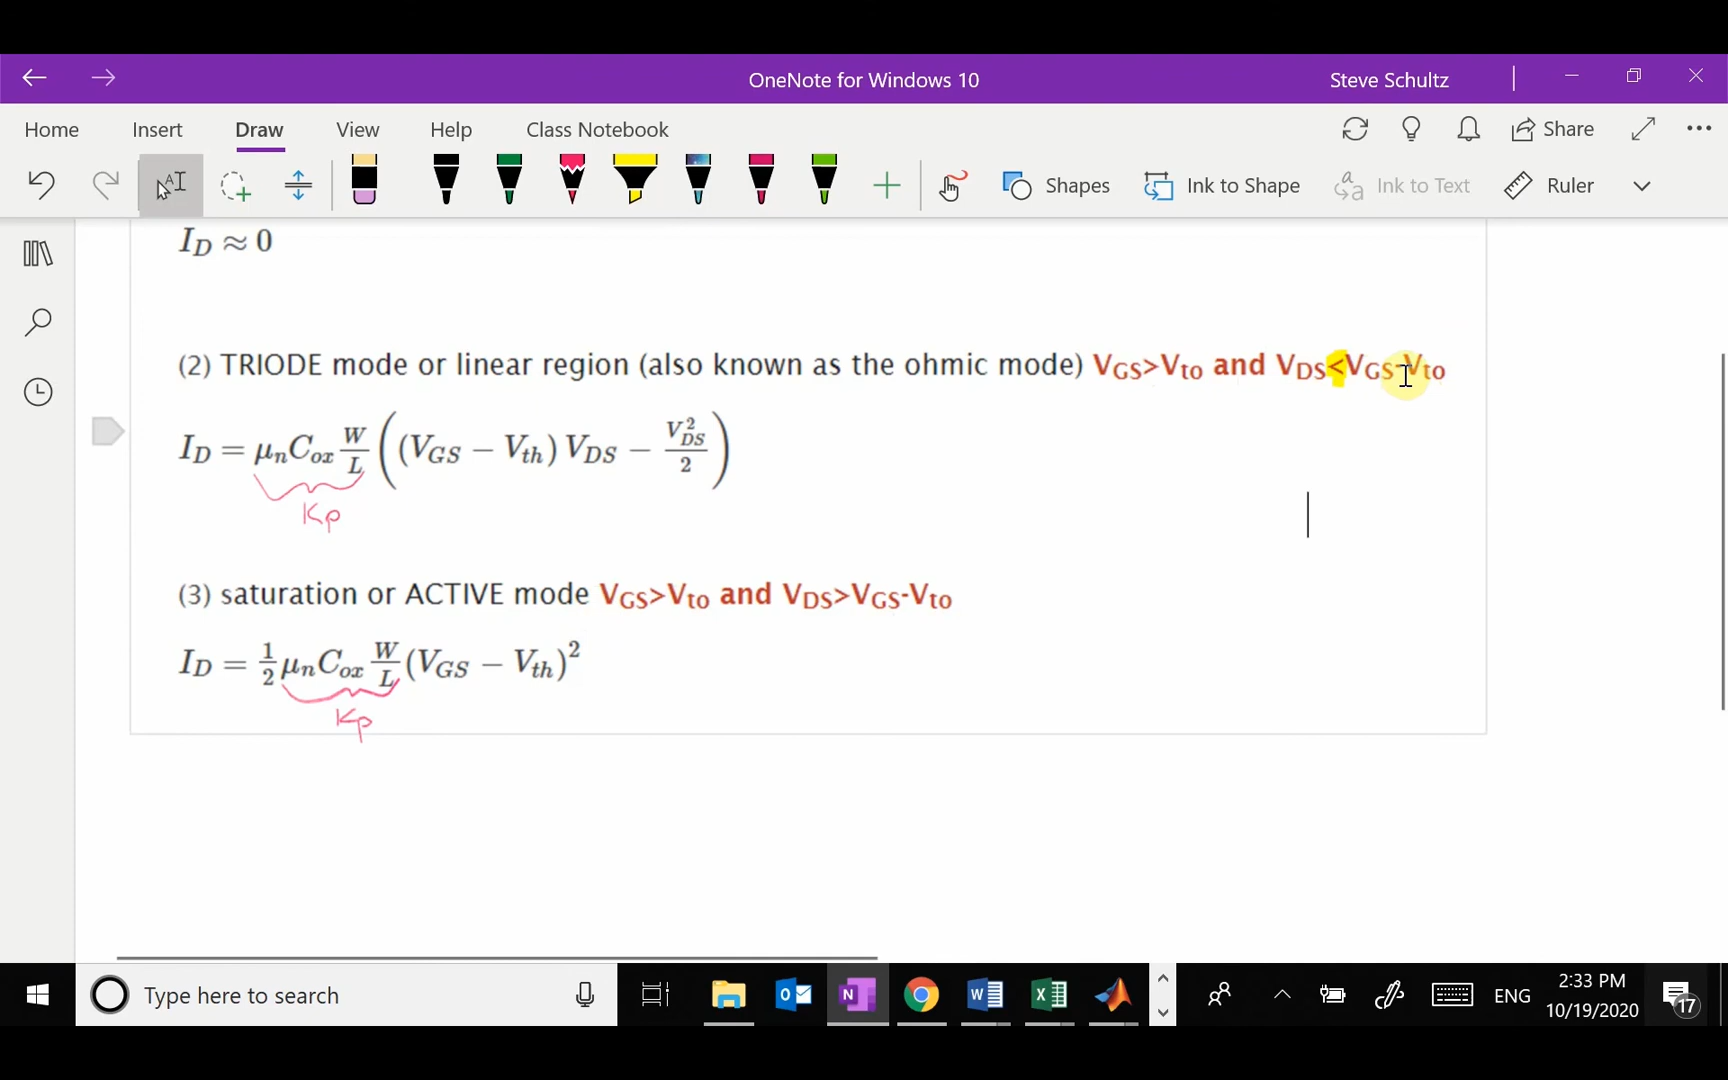 OneNote for Windows 10
Steve Schultz
Home Insert Draw View Help Class Notebook
Share
Shapes Ink to Shape Ink to Text Ruler
I_D ≈ 0
(2) TRIODE mode or linear region (also known as the ohmic mode) V_GS>V_to and V_DS<V_GS-V_to
I_D = μ_n C_ox W/L ((V_GS − V_th) V_DS − V_DS^2/2)
Kp
(3) saturation or ACTIVE mode V_GS>V_to and V_DS>V_GS-V_to
I_D = 1/2 μ_n C_ox W/L (V_GS − V_th)^2
Kp
Type here to search
ENG
2:33 PM
10/19/2020
17